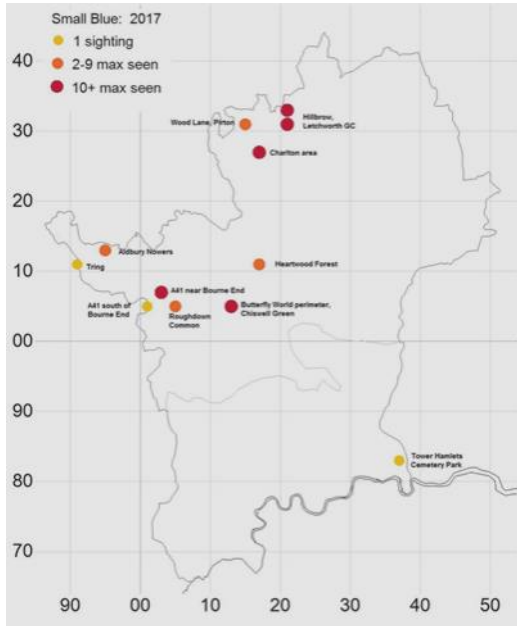 Small Blue: 2017
1 sighting
2-9 max seen
10+ max seen
40
30
20
10
00
90
80
70
Wood Lane, Pirton
Hillbrow,
Letchworth GC
Charlton area
Aldbury Nowers
Tring
Heartwood Forest
A41 near Bourne End
A41 south of
Bourne End
Roughdown
Common
Butterfly World perimeter,
Chiswell Green
Tower Hamlets
Cemetery Park
90 00 10 20 30 40 50